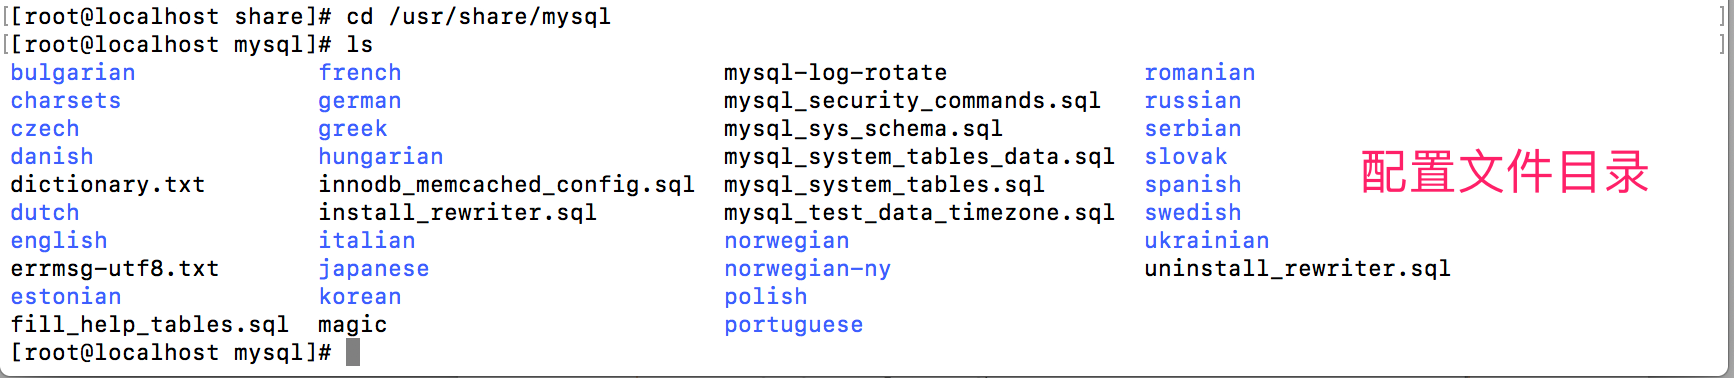 [[root@localhost share]# cd /usr/share/mysql ]
[[root@localhost mysql]# ls ]
bulgarian french mysql-log-rotate romanian
charsets german mysql_security_commands.sql russian
czech greek mysql_sys_schema.sql serbian
danish hungarian mysql_system_tables_data.sql slovak
dictionary.txt innodb_memcached_config.sql mysql_system_tables.sql spanish
dutch install_rewriter.sql mysql_test_data_timezone.sql swedish
english italian norwegian ukrainian
errmsg-utf8.txt japanese norwegian-ny uninstall_rewriter.sql
estonian korean polish
fill_help_tables.sql magic portuguese
[root@localhost mysql]#
配置文件目录